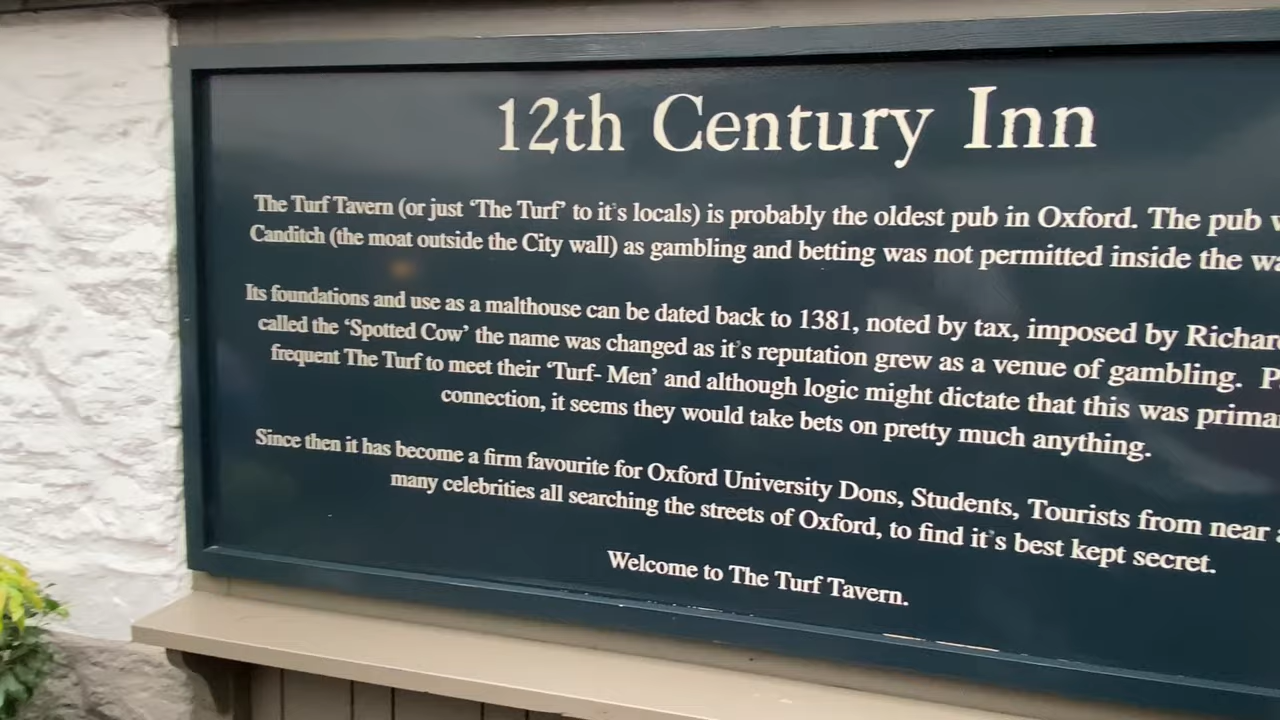 12th Century Inn
The Turf Tavern (or just ‘The Turf’ to it's locals) is probably the oldest pub in Oxford. The pub
Canditch (the moat outside the City wall) as gambling and betting was not permitted inside the
Its foundations and use as a malthouse can be dated back to 1381, noted by tax, imposed by
called the ‘Spotted Cow’ the name was changed as it's reputation grew as a venue of gambling.
frequent The Turf to meet their ‘Turf- Men’ and although logic might dictate that this was
connection, it seems they would take bets on pretty much anything.
Since then it has become a firm favourite for Oxford University Dons, Students, Tourists from near
many celebrities all searching the streets of Oxford, to find it's best kept secret.
Welcome to The Turf Tavern.